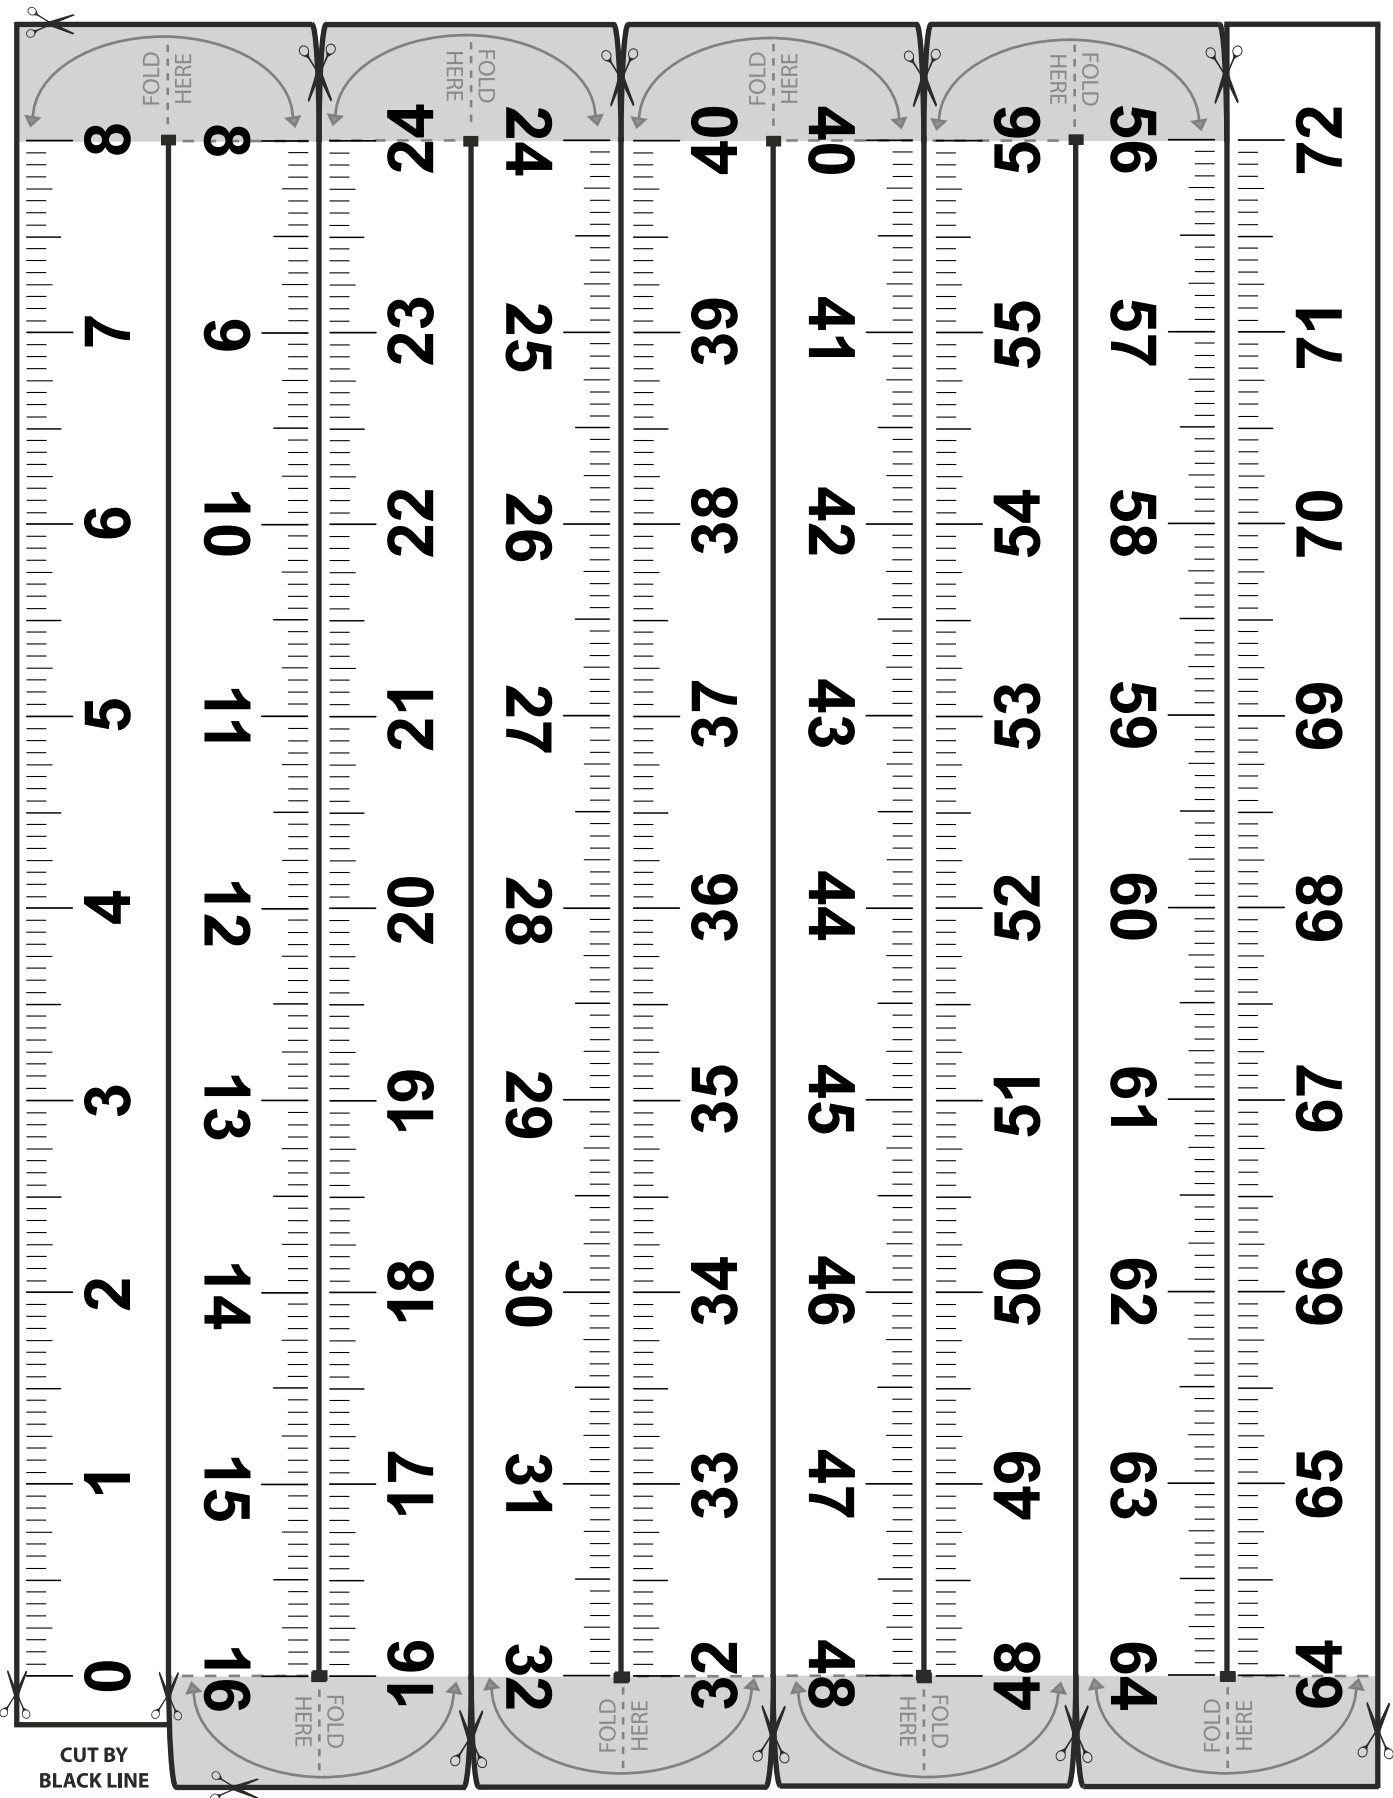 FOLD
HERE
FOLD
HERE
FOLD
HERE
FOLD
HERE
8 8 24 24 40 40 56 56 72
7 9 23 25 39 41 55 57 71
6 10 22 26 38 42 54 58 70
5 11 21 27 37 43 53 59 69
4 12 20 28 36 44 52 60 68
3 13 19 29 35 45 51 61 67
2 14 18 30 34 46 50 62 66
1 15 17 31 33 47 49 63 65
0 16 16 32 32 48 48 64 64
FOLD
HERE
FOLD
HERE
FOLD
HERE
FOLD
HERE
CUT BY
BLACK LINE